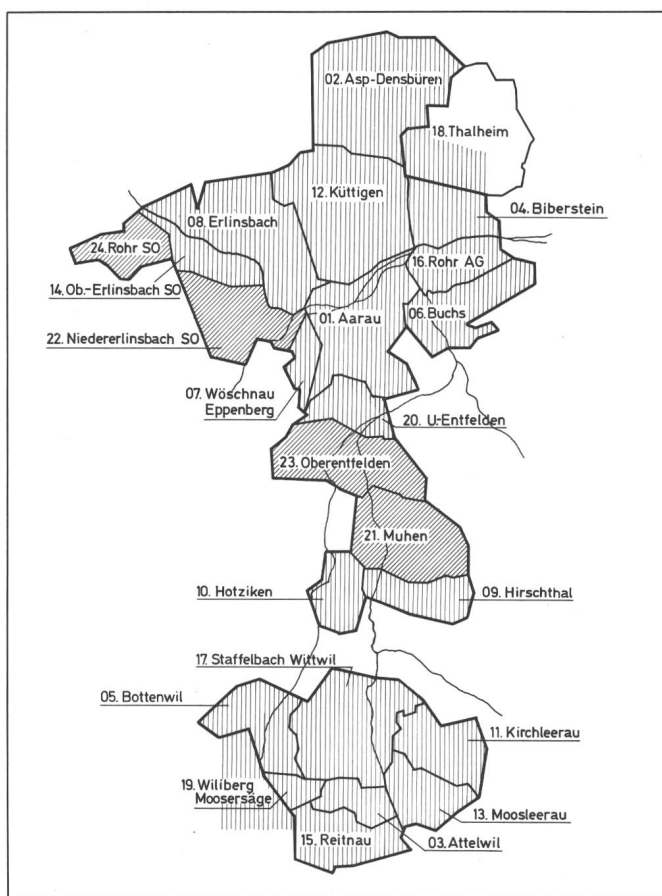 02. Asp-Densbüren
18. Thalheim
12. Küttigen
04. Biberstein
08. Erlinsbach
24. Rohr SO
16. Rohr AG
14. Ob.-Erlinsbach SO
06. Buchs
01. Aarau
22. Niedererlinsbach SO
07. Wöschnau
Eppenberg
20. U-Entfelden
23. Oberentfelden
21. Muhen
10. Hotziken
09. Hirschthal
17. Staffelbach Wittwil
05. Bottenwil
11. Kirchleerau
19. Wiliberg
Moosersäge
13. Moosleerau
15. Reitnau
03. Attelwil